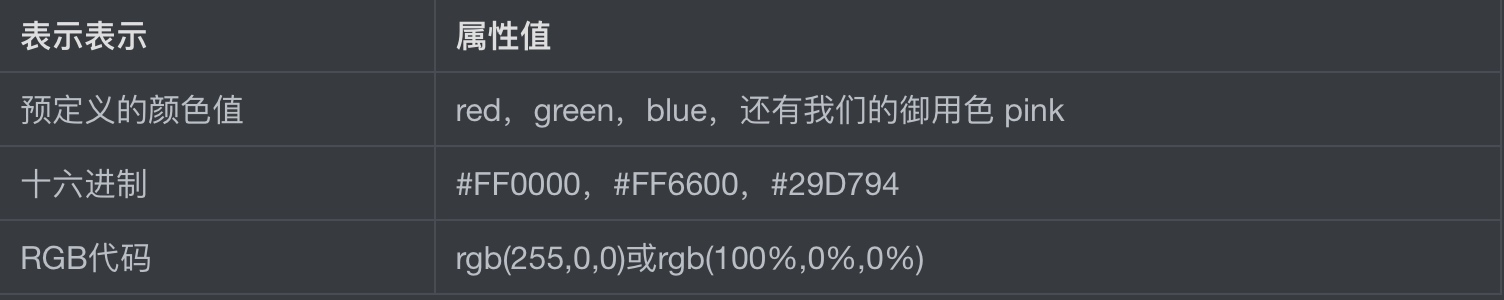 表示表示 属性值
预定义的颜色值 red，green，blue，还有我们的御用色 pink
十六进制 #FF0000，#FF6600，#29D794
RGB代码 rgb(255,0,0)或rgb(100%,0%,0%)